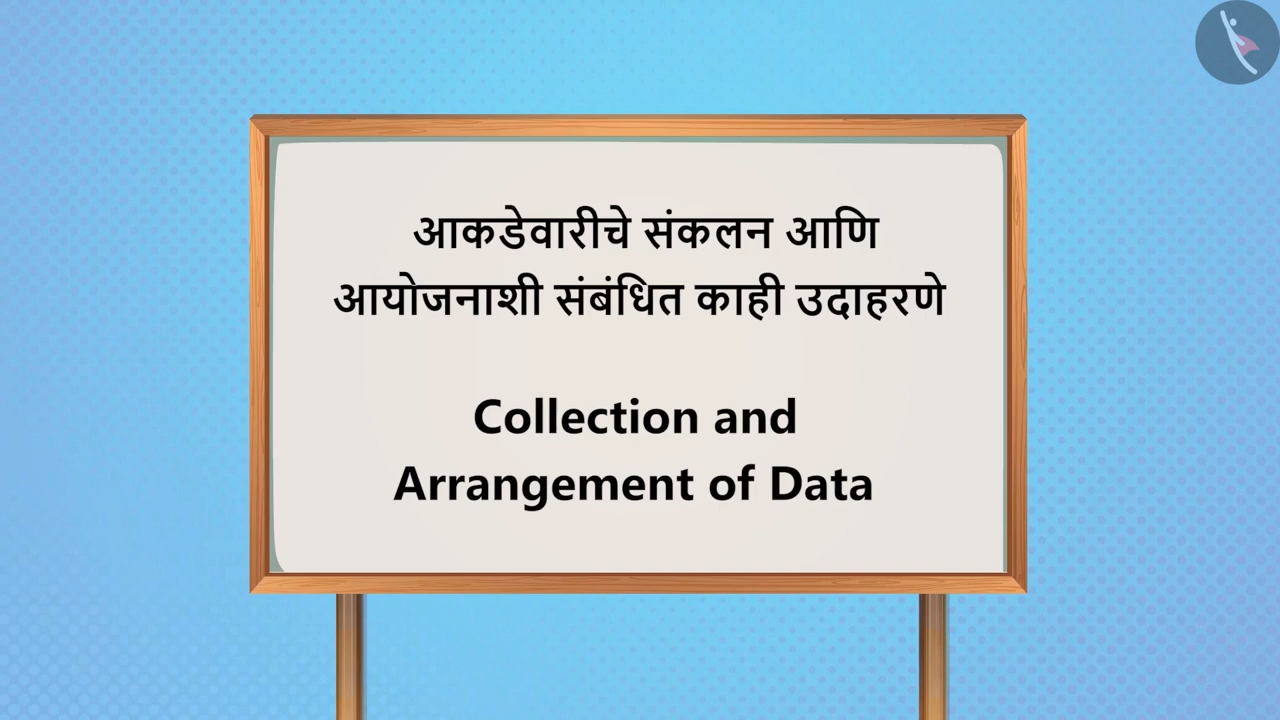 आकडेवारीचे संकलन आणि
आयोजनाशी संबंधित काही उदाहरणे
Collection and
Arrangement of Data